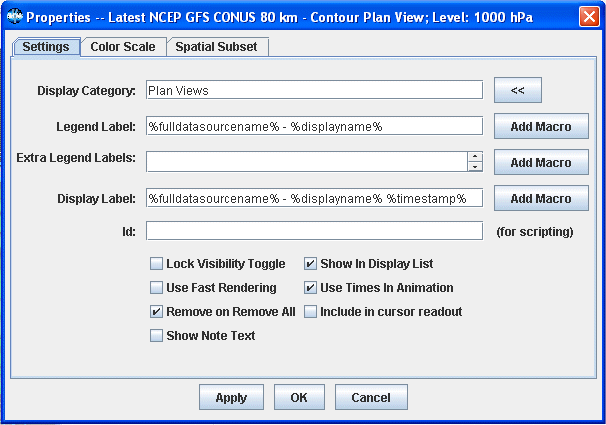 Properties -- Latest NCEP GFS CONUS 80 km - Contour Plan View; Level: 1000 hPa
Settings Color Scale Spatial Subset
Display Category: Plan Views <<
Legend Label: %fulldatasourcename% - %displayname% Add Macro
Extra Legend Labels: Add Macro
Display Label: %fulldatasourcename% - %displayname% %timestamp% Add Macro
Id: (for scripting)
Lock Visibility Toggle Show In Display List
Use Fast Rendering Use Times In Animation
Remove on Remove All Include in cursor readout
Show Note Text
Apply OK Cancel